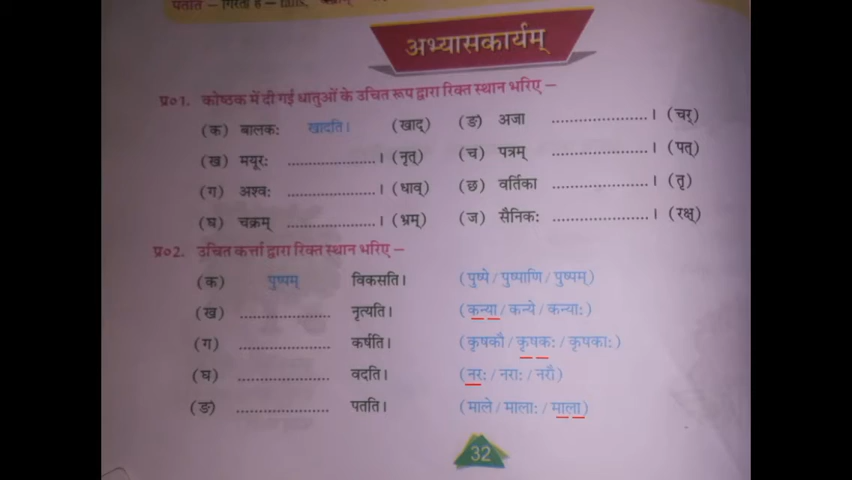 पतति – गिरता है –
अभ्यासकार्यम्
प्र०1. कोष्ठक में दी गई धातुओं के उचित रूप द्वारा रिक्त स्थान भरिए –
(क) बालकः खादति। (खाद्) (ङ) अजा ...................... । (चर्)
(ख) मयूरः .................... । (नृत्) (च) पत्रम् ...................... । (पत्)
(ग) अश्वः .................... । (धाव्) (छ) वर्तिका ...................... । (तृ)
(घ) चक्रम् .................... । (भ्रम्) (ज) सैनिकः ...................... । (रक्ष्)
प्र०2. उचित कर्त्ता द्वारा रिक्त स्थान भरिए –
(क) पुष्पम् विकसति। (पुष्पे / पुष्पाणि / पुष्पम्)
(ख) .................... नृत्यति। (कन्या / कन्ये / कन्याः)
(ग) .................... कर्षति। (कृषकौ / कृषकः / कृषकाः)
(घ) .................... वदति। (नरः / नराः / नरौ)
(ङ) .................... पतति। (माले / मालाः / माला)
32